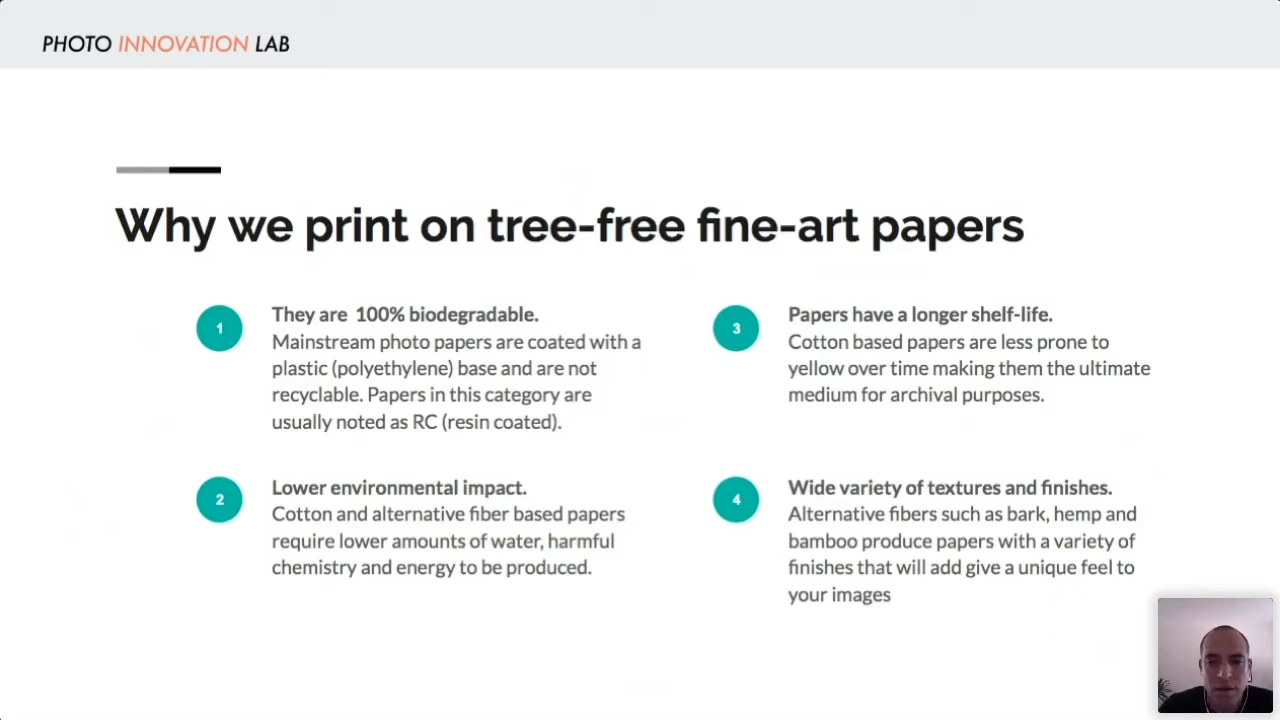 PHOTO INNOVATION LAB
Why we print on tree-free fine-art papers
1
They are  100% biodegradable.
Mainstream photo papers are coated with a
plastic (polyethylene) base and are not
recyclable. Papers in this category are
usually noted as RC (resin coated).
2
Lower environmental impact.
Cotton and alternative fiber based papers
require lower amounts of water, harmful
chemistry and energy to be produced.
3
Papers have a longer shelf-life.
Cotton based papers are less prone to
yellow over time making them the ultimate
medium for archival purposes.
4
Wide variety of textures and finishes.
Alternative fibers such as bark, hemp and
bamboo produce papers with a variety of
finishes that will add give a unique feel to
your images